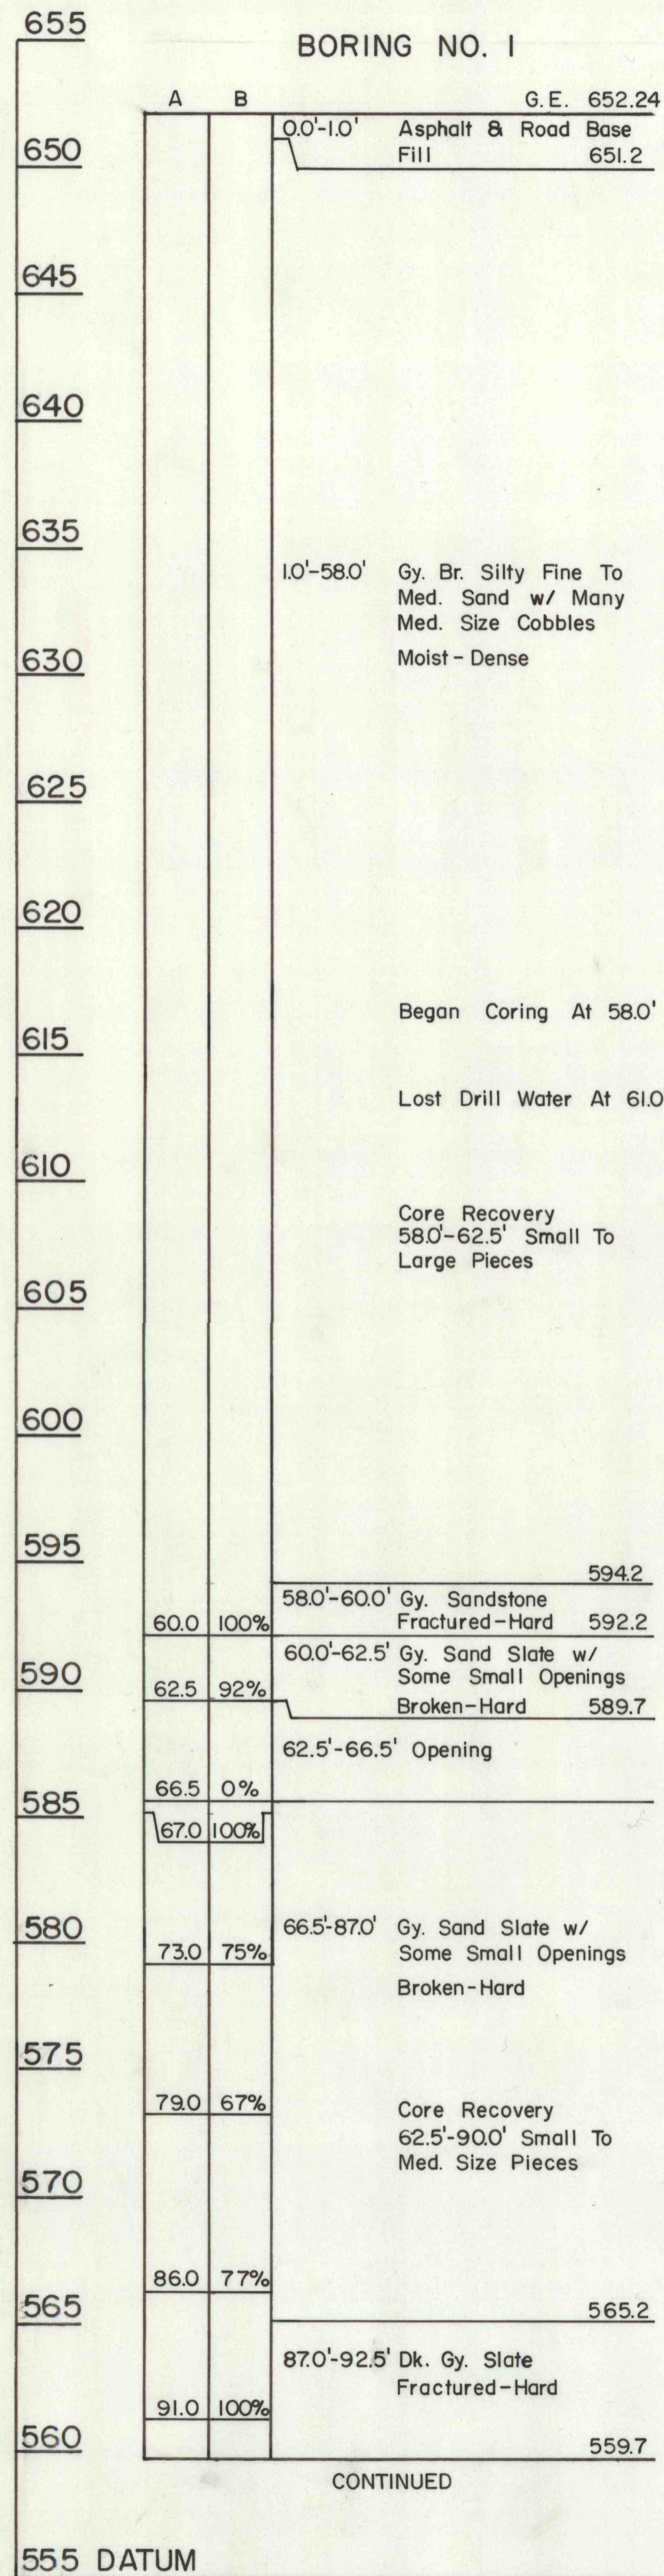 655
BORING NO. 1
A B G.E. 652.24
0.0'-1.0' Asphalt & Road Base
650 Fill 651.2
645
640
635
1.0'-58.0' Gy. Br. Silty Fine To
Med. Sand w/ Many
Med. Size Cobbles
630 Moist-Dense
625
620
Began Coring At 58.0'
615
Lost Drill Water At 61.0
610
Core Recovery
58.0'-62.5' Small To
Large Pieces
605
600
595
594.2
58.0'-60.0' Gy. Sandstone
60.0 100% Fractured-Hard 592.2
60.0'-62.5' Gy. Sand Slate w/
590 Some Small Openings
62.5 92% Broken-Hard 589.7
62.5'-66.5' Opening
66.5 0%
585
67.0 100%
580 66.5'-87.0' Gy. Sand Slate w/
73.0 75% Some Small Openings
Broken-Hard
575
79.0 67% Core Recovery
62.5'-90.0' Small To
Med. Size Pieces
570
86.0 77%
565 565.2
87.0'-92.5' Dk. Gy. Slate
Fractured-Hard
91.0 100%
560 559.7
CONTINUED
555 DATUM